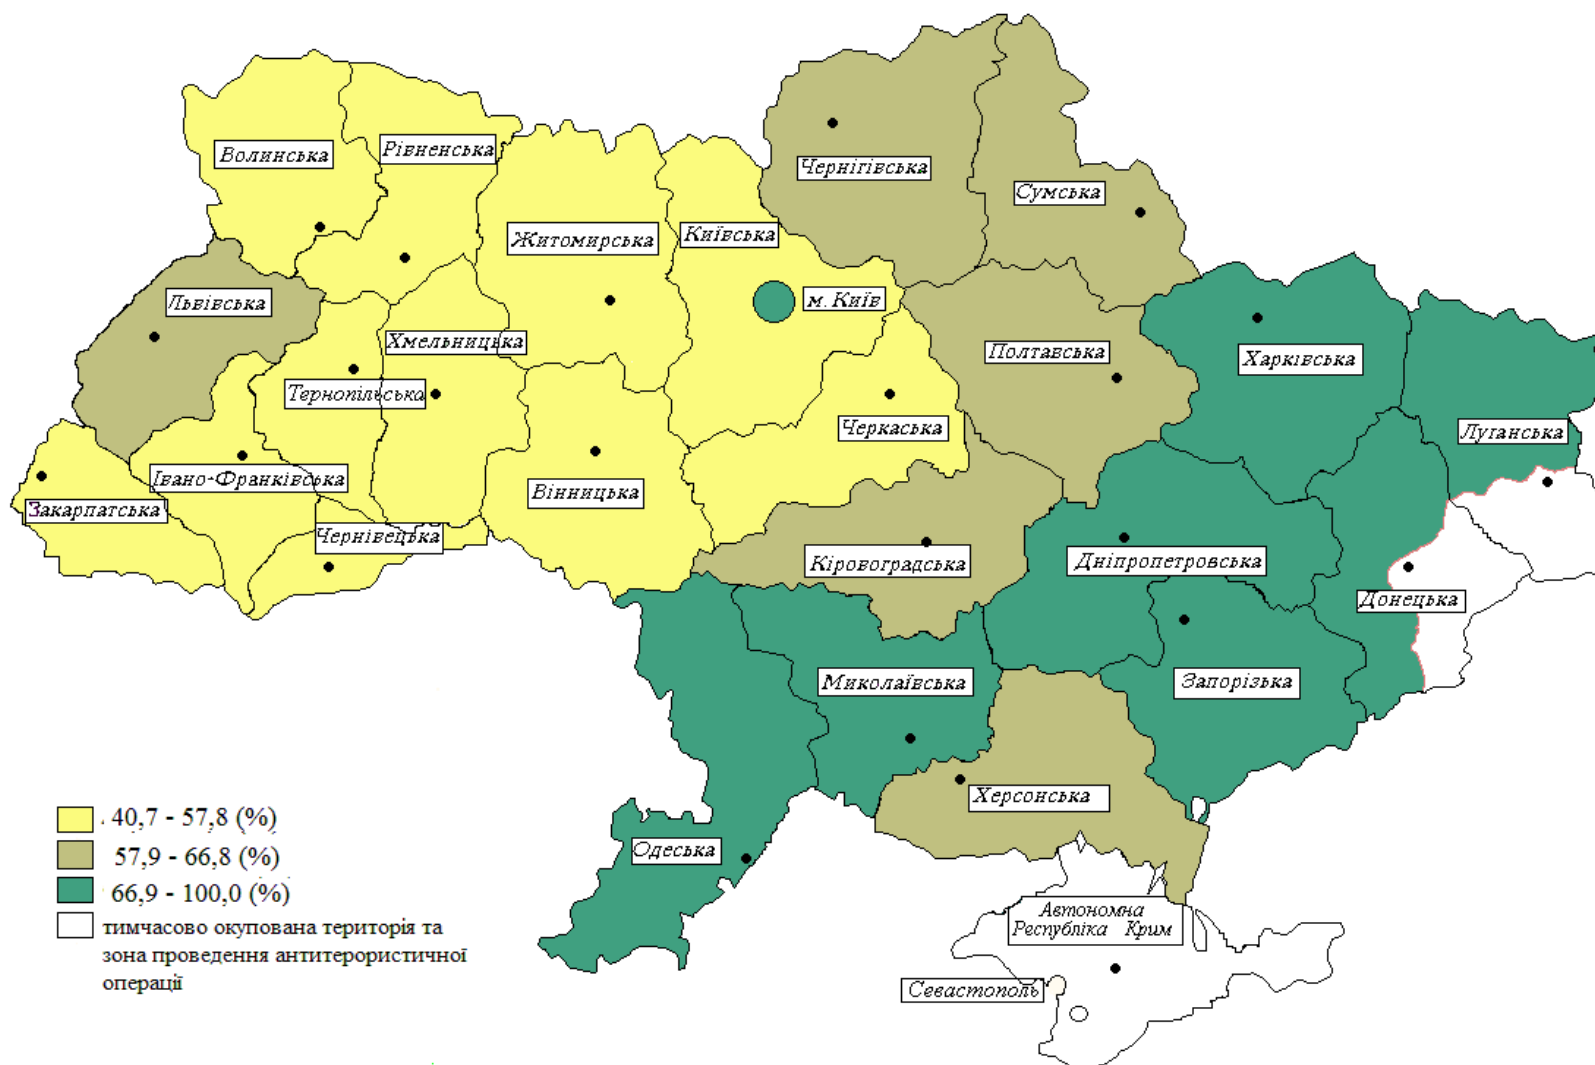 Волинська
Рівненська
Чернігівська
Сумська
Житомирська
Київська
м. Київ
Львівська
Хмельницька
Тернопільська
Полтавська
Харківська
Луганська
Черкаська
Івано-Франківська
Закарпатська
Вінницька
Чернівецька
Кіровоградська
Дніпропетровська
Донецька
Миколаївська
Запорізька
Херсонська
Одеська
Автономна
Республіка Крим
Севастополь
40,7 - 57,8 (%)
57,9 - 66,8 (%)
66,9 - 100,0 (%)
тимчасово окупована територія та
зона проведення антитерористичної
операції